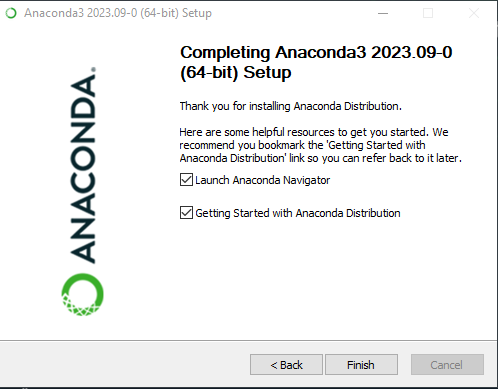 Anaconda3 2023.09-0 (64-bit) Setup
Completing Anaconda3 2023.09-0
(64-bit) Setup
Thank you for installing Anaconda Distribution.
Here are some helpful resources to get you started. We
recommend you bookmark the 'Getting Started with
Anaconda Distribution' link so you can refer back to it later.
Launch Anaconda Navigator
Getting Started with Anaconda Distribution
ANACONDA.
< Back
Finish
Cancel